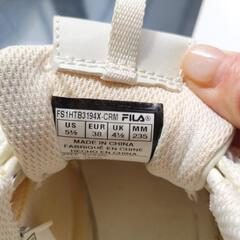 FS1HTB3194X-CRM FILA
US EUR UK MM
5½ 38 4½ 235
MADE IN CHINA
FABRIQUÉ EN CHINE
HECHO EN CHINA